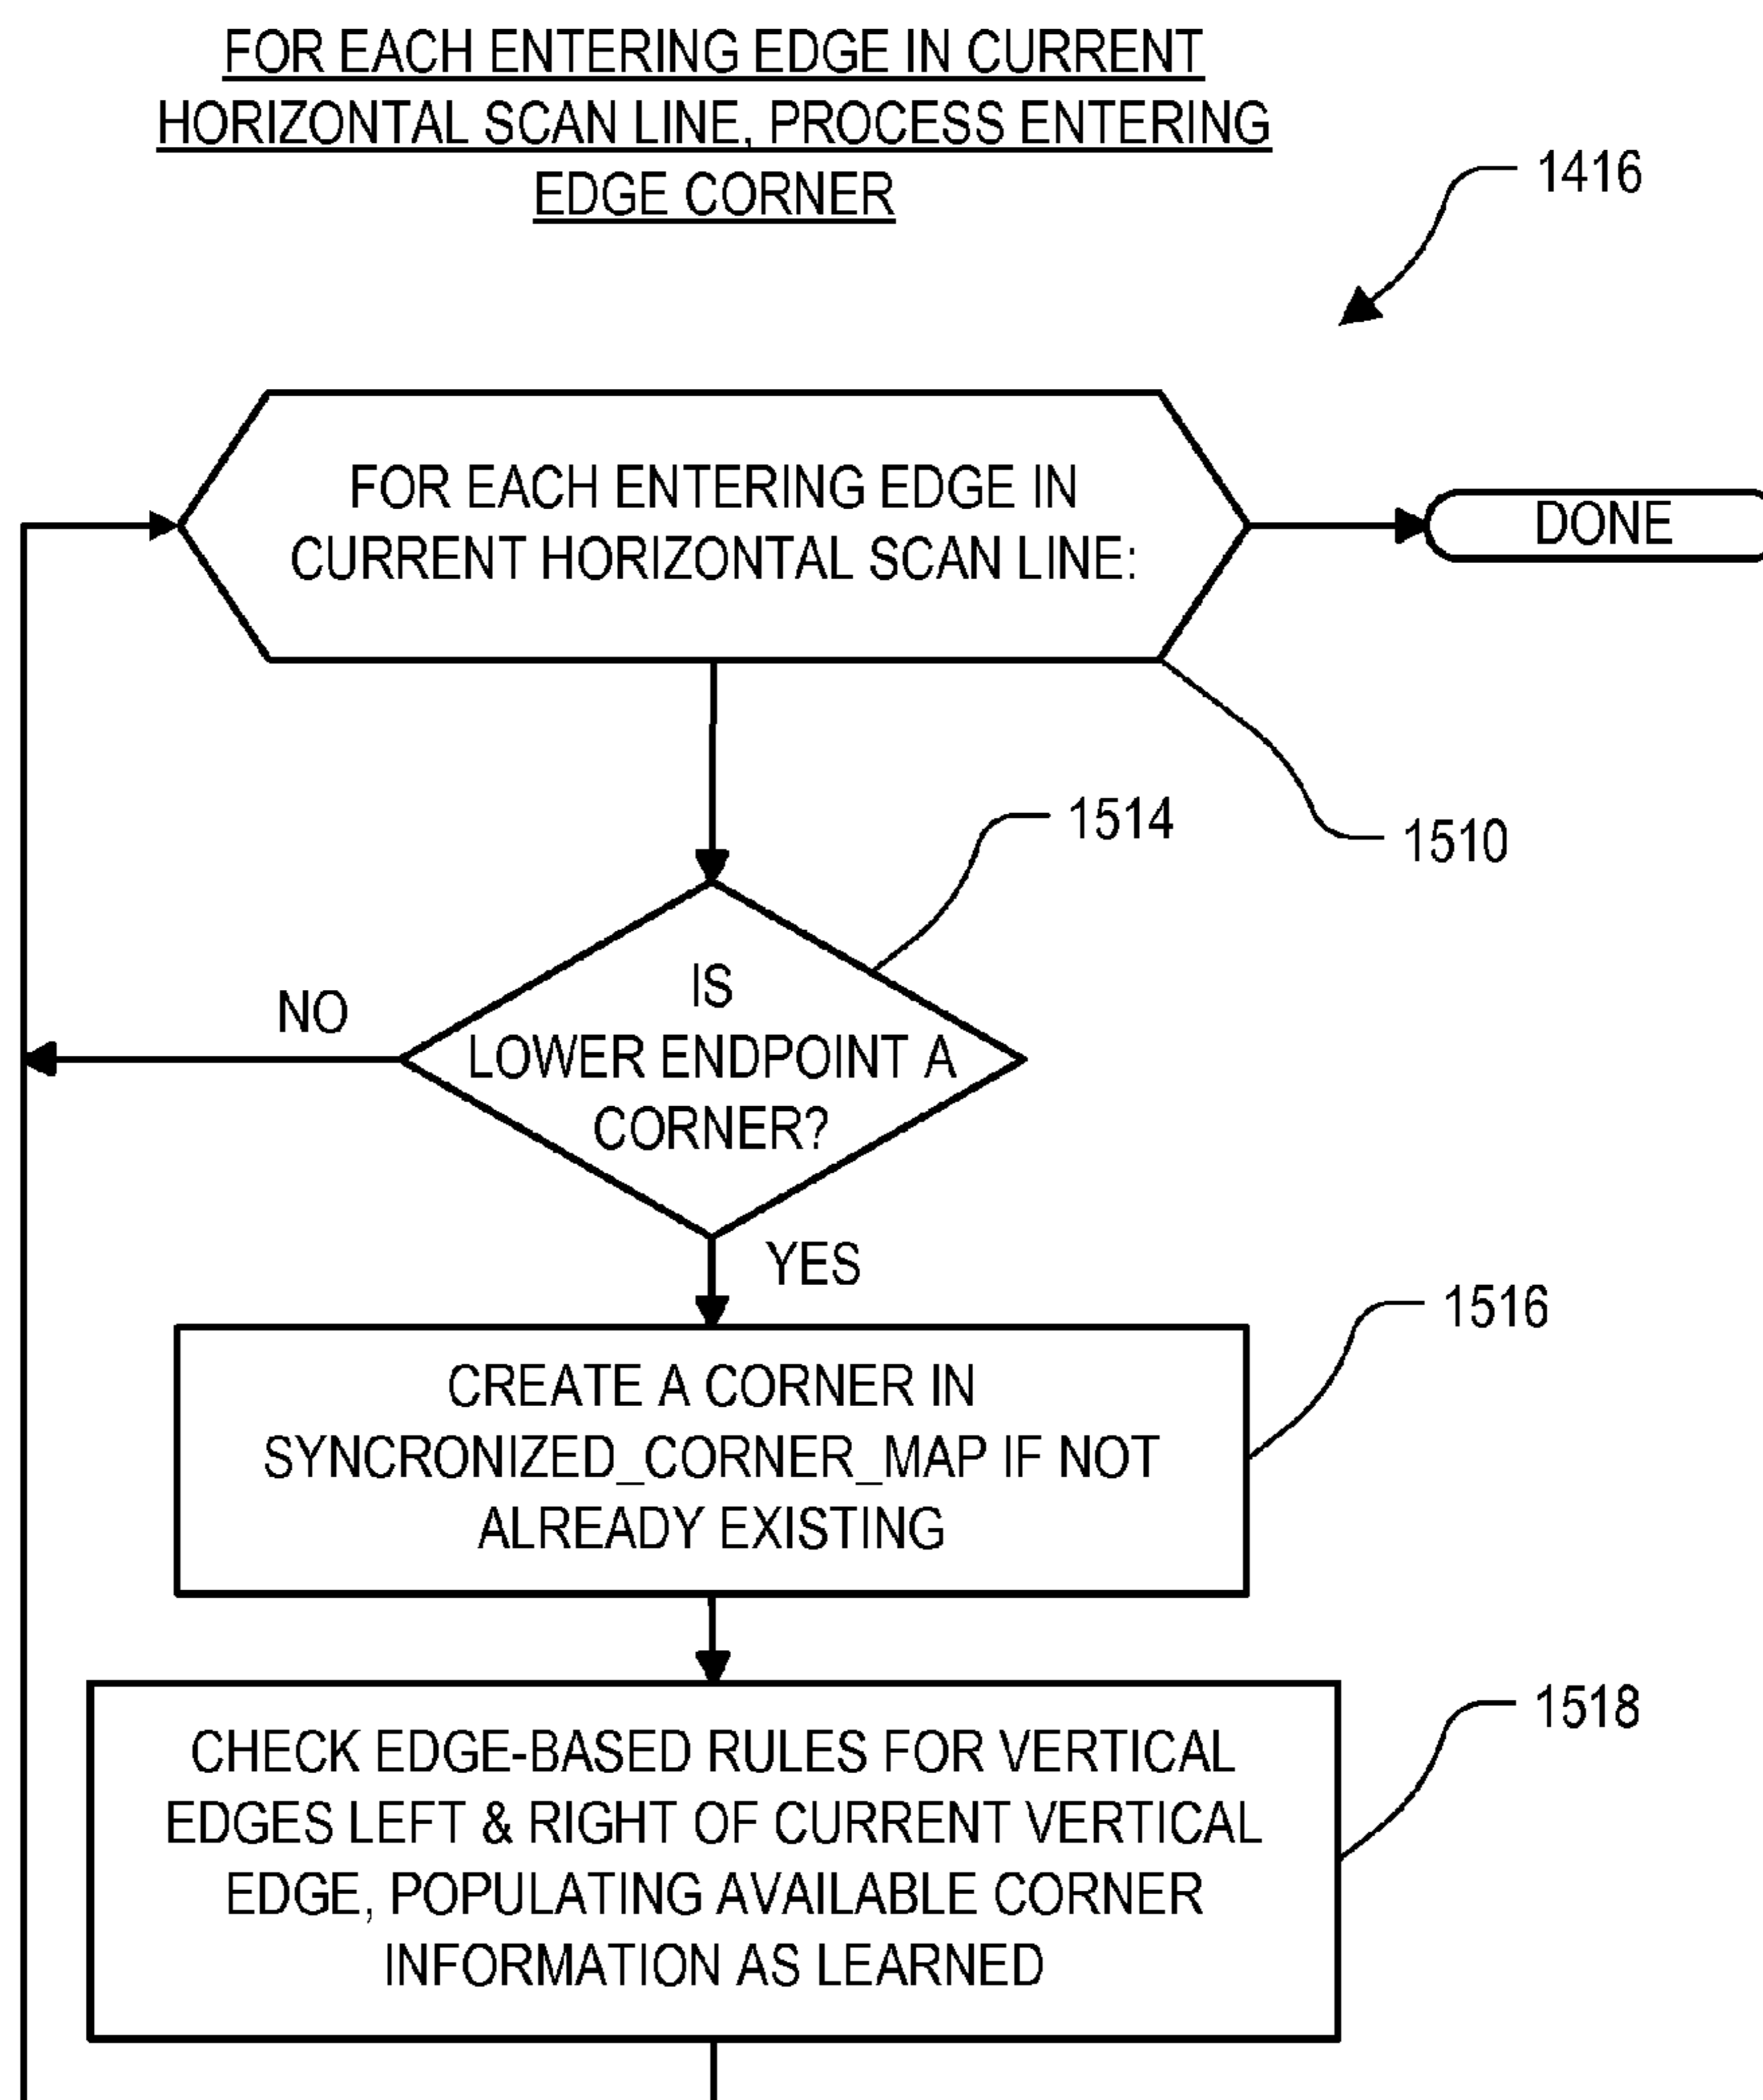 FOR EACH ENTERING EDGE IN CURRENT
HORIZONTAL SCAN LINE, PROCESS ENTERING
EDGE CORNER
1416
FOR EACH ENTERING EDGE IN
CURRENT HORIZONTAL SCAN LINE:
DONE
1510
1514
IS
LOWER ENDPOINT A
CORNER?
NO
YES
1516
CREATE A CORNER IN
SYNCRONIZED_CORNER_MAP IF NOT
ALREADY EXISTING
1518
CHECK EDGE-BASED RULES FOR VERTICAL
EDGES LEFT & RIGHT OF CURRENT VERTICAL
EDGE, POPULATING AVAILABLE CORNER
INFORMATION AS LEARNED